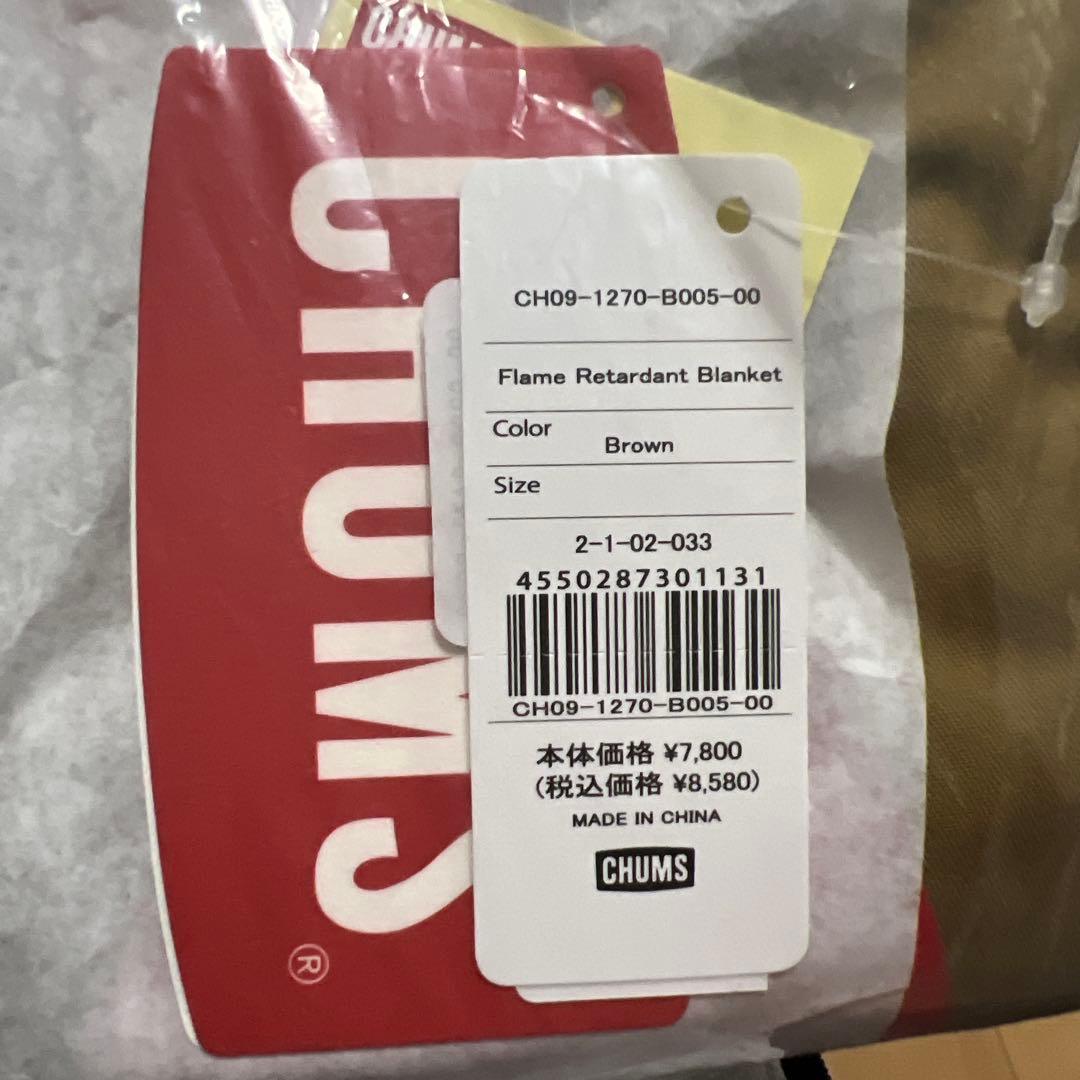 CHUMS
CHUMS
®
CH09-1270-B005-00
Flame Retardant Blanket
Color
Brown
Size
2-1-02-033
4550287301131
CH09-1270-B005-00
本体価格 ¥7,800
(税込価格 ¥8,580)
MADE IN CHINA
CHUMS